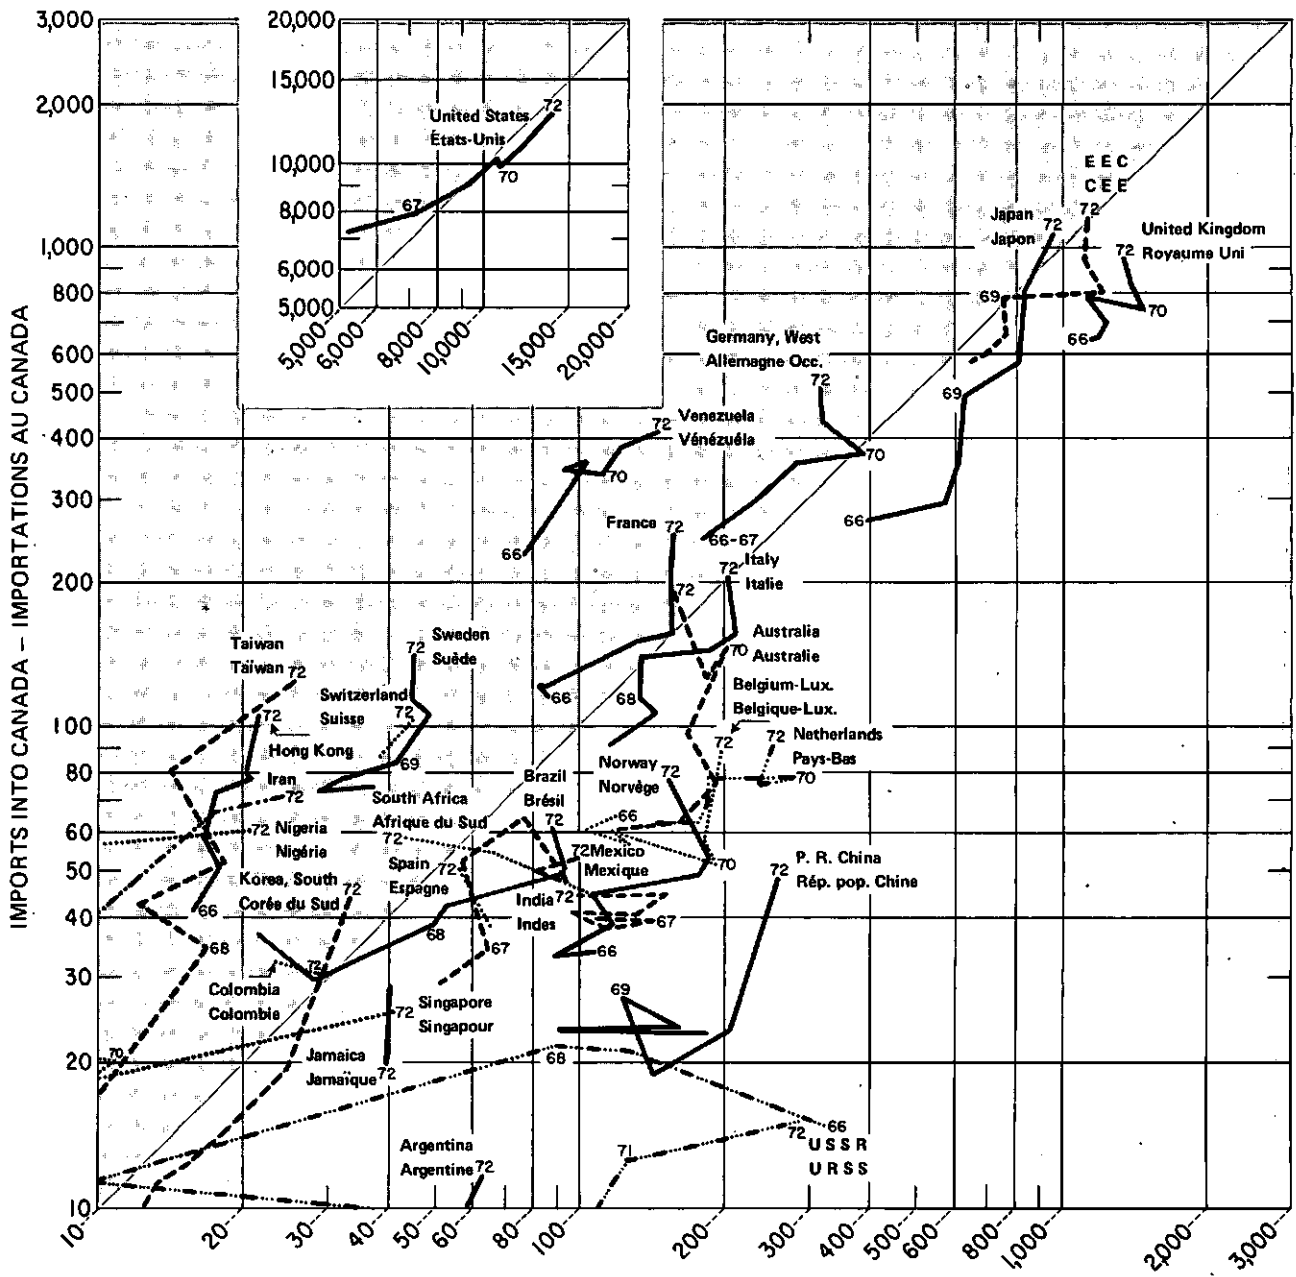 3,000
2,000
1,000
800
600
500
400
300
200
100
80
60
50
40
30
20
10
IMPORTS INTO CANADA – IMPORTATIONS AU CANADA
20,000
15,000
10,000
8,000
6,000
5,000
5,000
6,000
8,000
10,000
15,000
20,000
United States
Etats-Unis
72
70
67
EEC
CEE
72
69
Japan
Japon
72
69
66
United Kingdom
Royaume Uni
72
70
66
Germany, West
Allemagne Occ.
72
70
66-67
Venezuela
Vénézuéla
72
70
66
France
72
66
Italy
Italie
72
68
72
Australia
Australie
70
Belgium-Lux.
Belgique-Lux.
72
Netherlands
Pays-Bas
72
70
Taiwan
Taiwan
72
68
Sweden
Suède
72
69
Switzerland
Suisse
72
Hong Kong
72
66
Iran
72
South Africa
Afrique du Sud
72
Nigeria
Nigéria
72
Brazil
Brésil
72
68
Norway
Norvège
72
70
66
66
Mexico
Mexique
72
Spain
Espagne
72
67
India
Indes
72
67
Korea, South
Corée du Sud
72
P. R. China
Rép. pop. Chine
72
69
Colombia
Colombie
72
Singapore
Singapour
72
70
Jamaica
Jamaïque
72
68
66
72
71
USSR
URSS
Argentina
Argentine
72
10
20
30
40
50
60
80
100
200
300
400
500
600
800
1,000
2,000
3,000